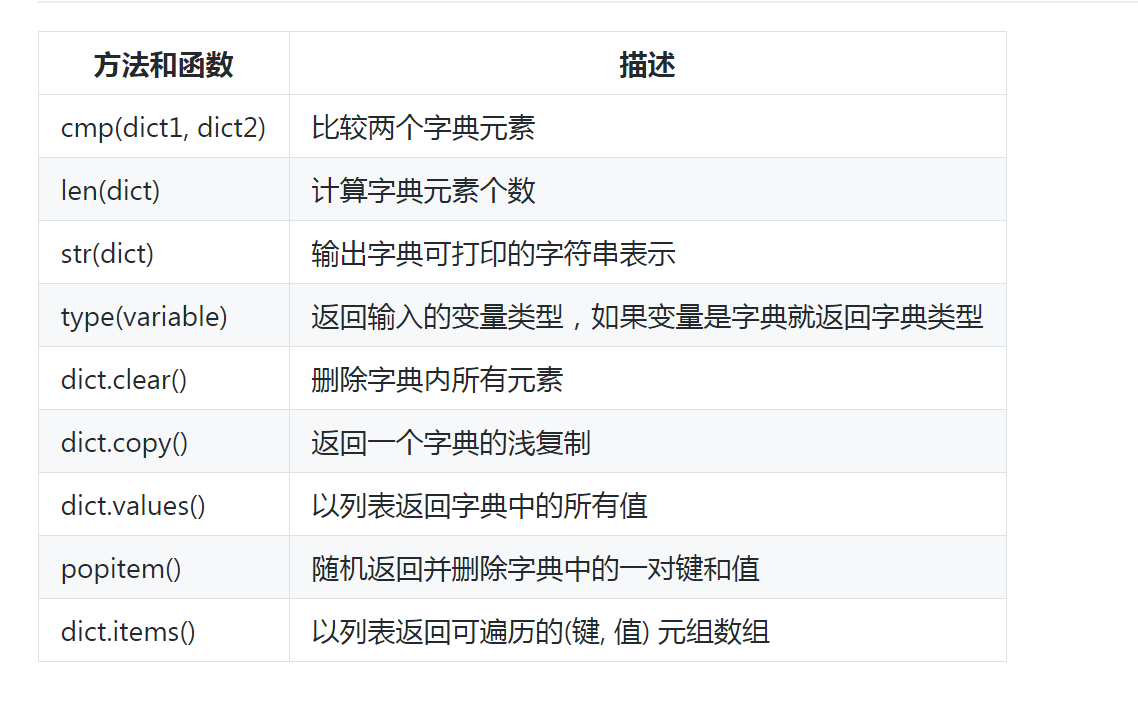 方法和函数 描述
cmp(dict1, dict2) 比较两个字典元素
len(dict) 计算字典元素个数
str(dict) 输出字典可打印的字符串表示
type(variable) 返回输入的变量类型，如果变量是字典就返回字典类型
dict.clear() 删除字典内所有元素
dict.copy() 返回一个字典的浅复制
dict.values() 以列表返回字典中的所有值
popitem() 随机返回并删除字典中的一对键和值
dict.items() 以列表返回可遍历的(键, 值) 元组数组